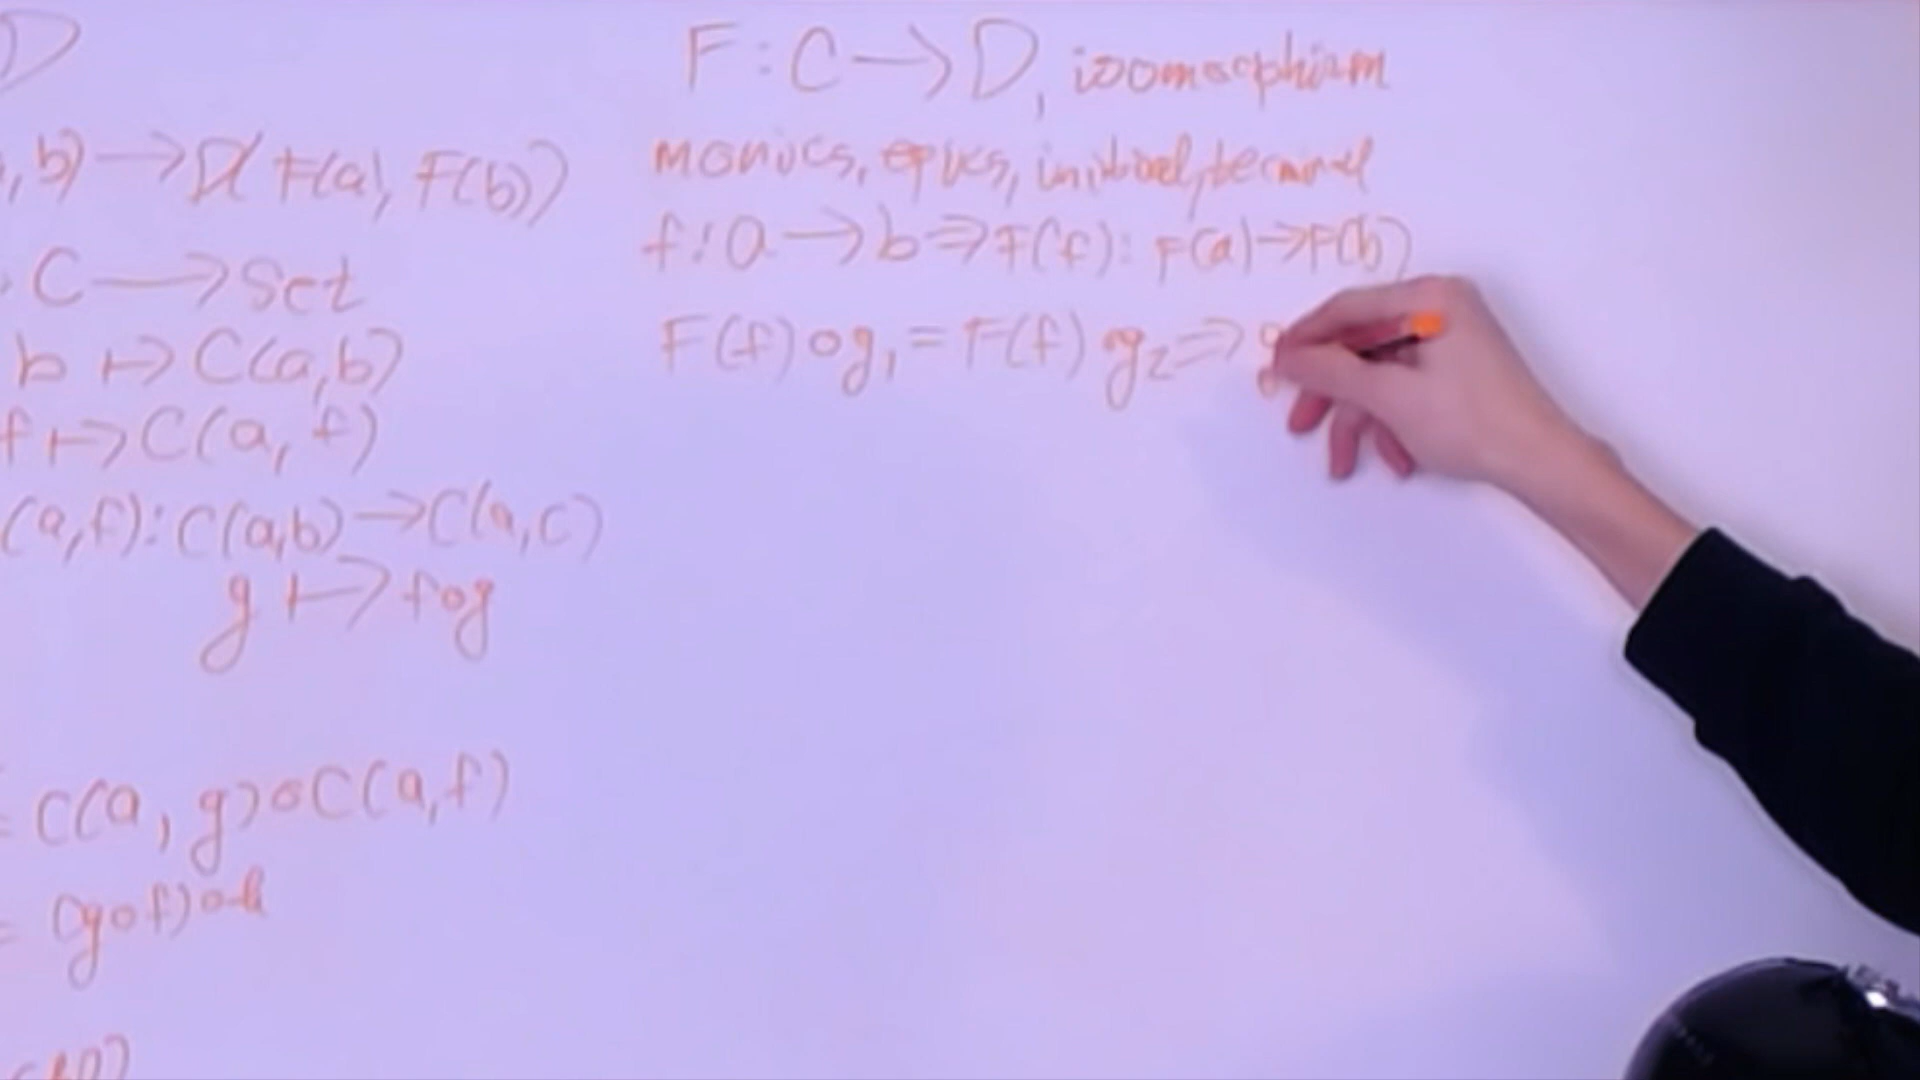 D
, b) → D(F(a), F(b))
C → Set
b ↦ C(a,b)
f ↦ C(a, f)
(a,f): C(a,b) → C(a,c)
g ↦ f∘g
= C(a, g)∘C(a,f)
= (g∘f)∘h
F : C → D, isomorphism
monics, epics, initial, terminal
f: a → b ⇒ F(f): F(a) → F(b)
F(f)∘g₁ = F(f) ∘g₂ ⇒ g